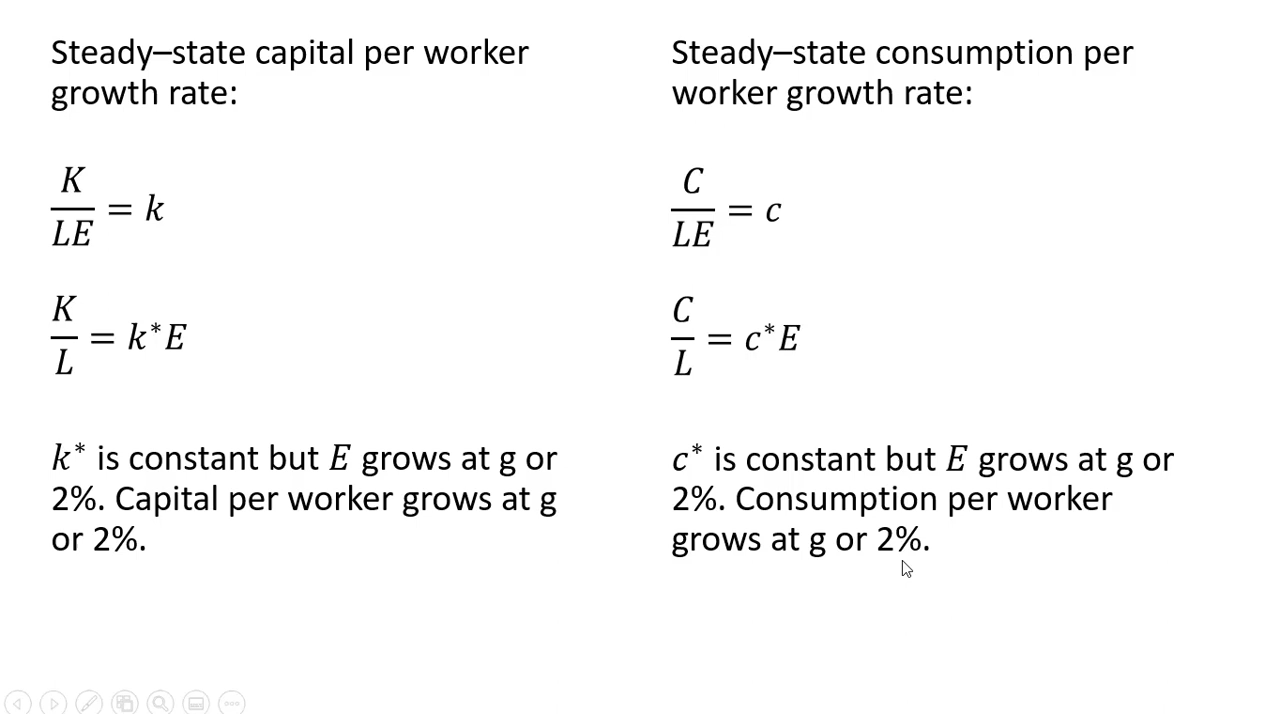 Steady–state capital per worker
growth rate:
K
LE = k
K
L = k*E
k* is constant but E grows at g or
2%. Capital per worker grows at g
or 2%.
Steady–state consumption per
worker growth rate:
C
LE = c
C
L = c*E
c* is constant but E grows at g or
2%. Consumption per worker
grows at g or 2%.